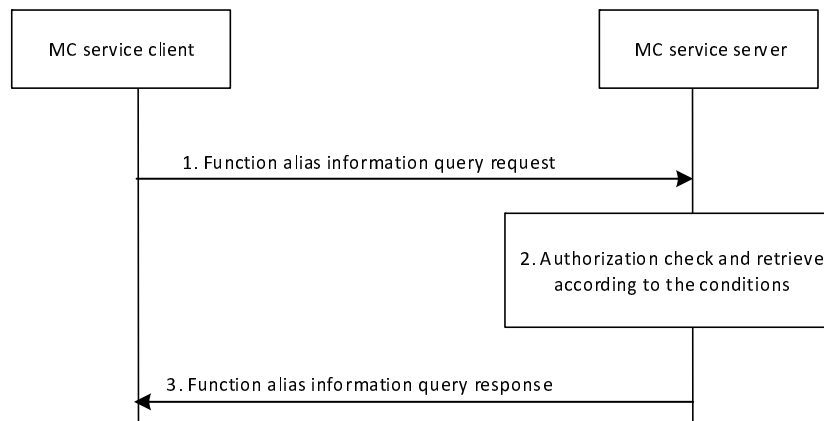 MC service client
MC service server
1. Function alias information query request
2. Authorization check and retrieve
according to the conditions
3. Function alias information query response